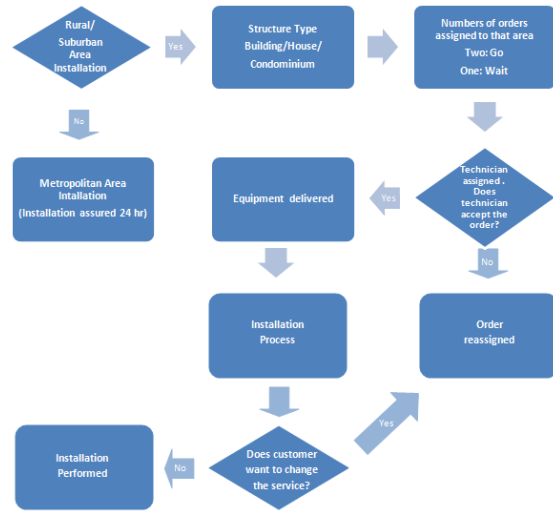 Rural/
Suburban
Area
Installation
Yes
Structure Type
Building/House/
Condominium
Numbers of orders
assigned to that area
Two: Go
One: Wait
No
Metropolitan Area
Intallation
(Installation assured 24 hr)
Equipment delivered
Yes
Technician
assigned .
Does
technician
accept the
order?
No
Installation
Process
Order
reassigned
Yes
Installation
Performed
No
Does customer
want to change
the service?